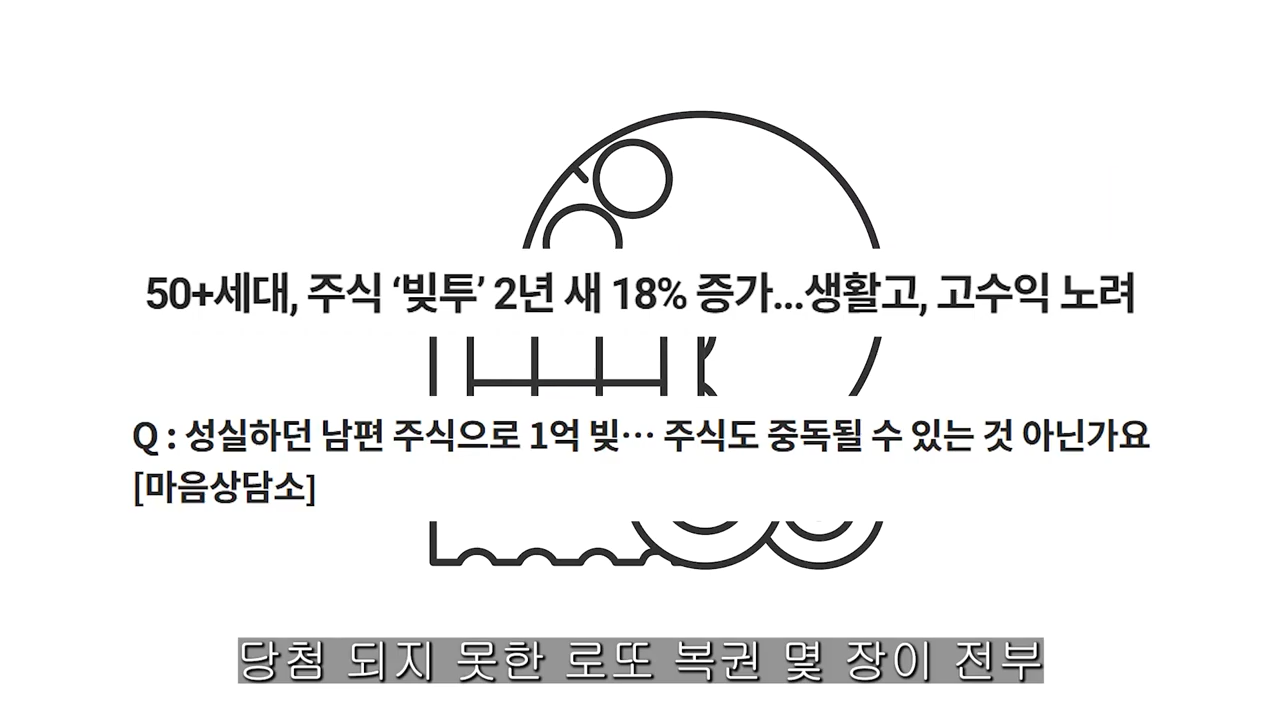 50+세대, 주식 ‘빚투’ 2년 새 18% 증가...생활고, 고수익 노려
Q : 성실하던 남편 주식으로 1억 빚… 주식도 중독될 수 있는 것 아닌가요
[마음상담소]
당첨 되지 못한 로또 복권 몇 장이 전부